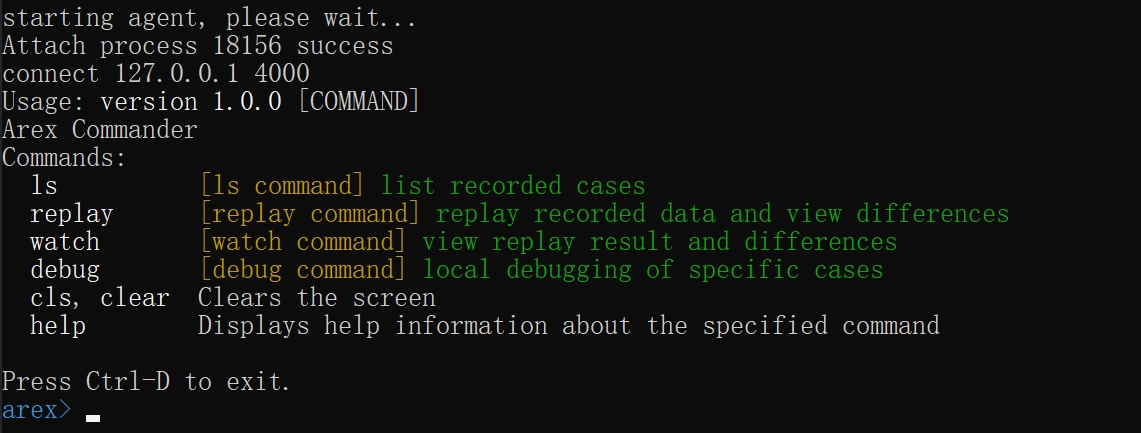 starting agent, please wait...
Attach process 18156 success
connect 127.0.0.1 4000
Usage: version 1.0.0 [COMMAND]
Arex Commander
Commands:
  ls          [ls command] list recorded cases
  replay      [replay command] replay recorded data and view differences
  watch       [watch command] view replay result and differences
  debug       [debug command] local debugging of specific cases
  cls, clear  Clears the screen
  help        Displays help information about the specified command

Press Ctrl-D to exit.
arex>